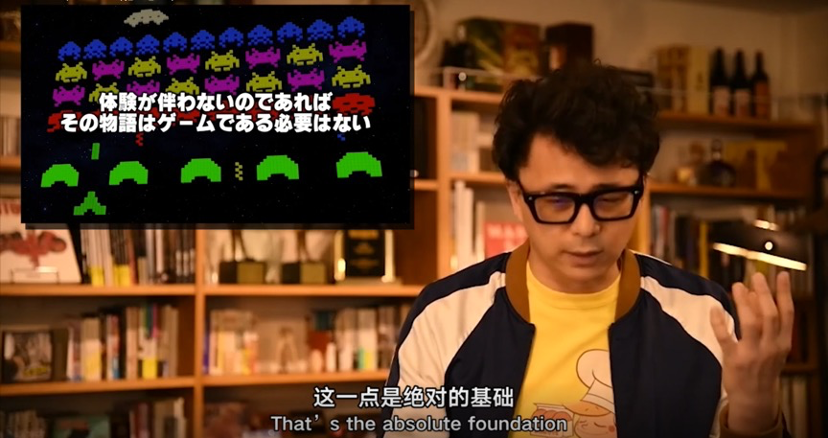 体験が伴わないのであれば
その物語はゲームである必要はない
这一点是绝对的基础
That's the absolute foundation